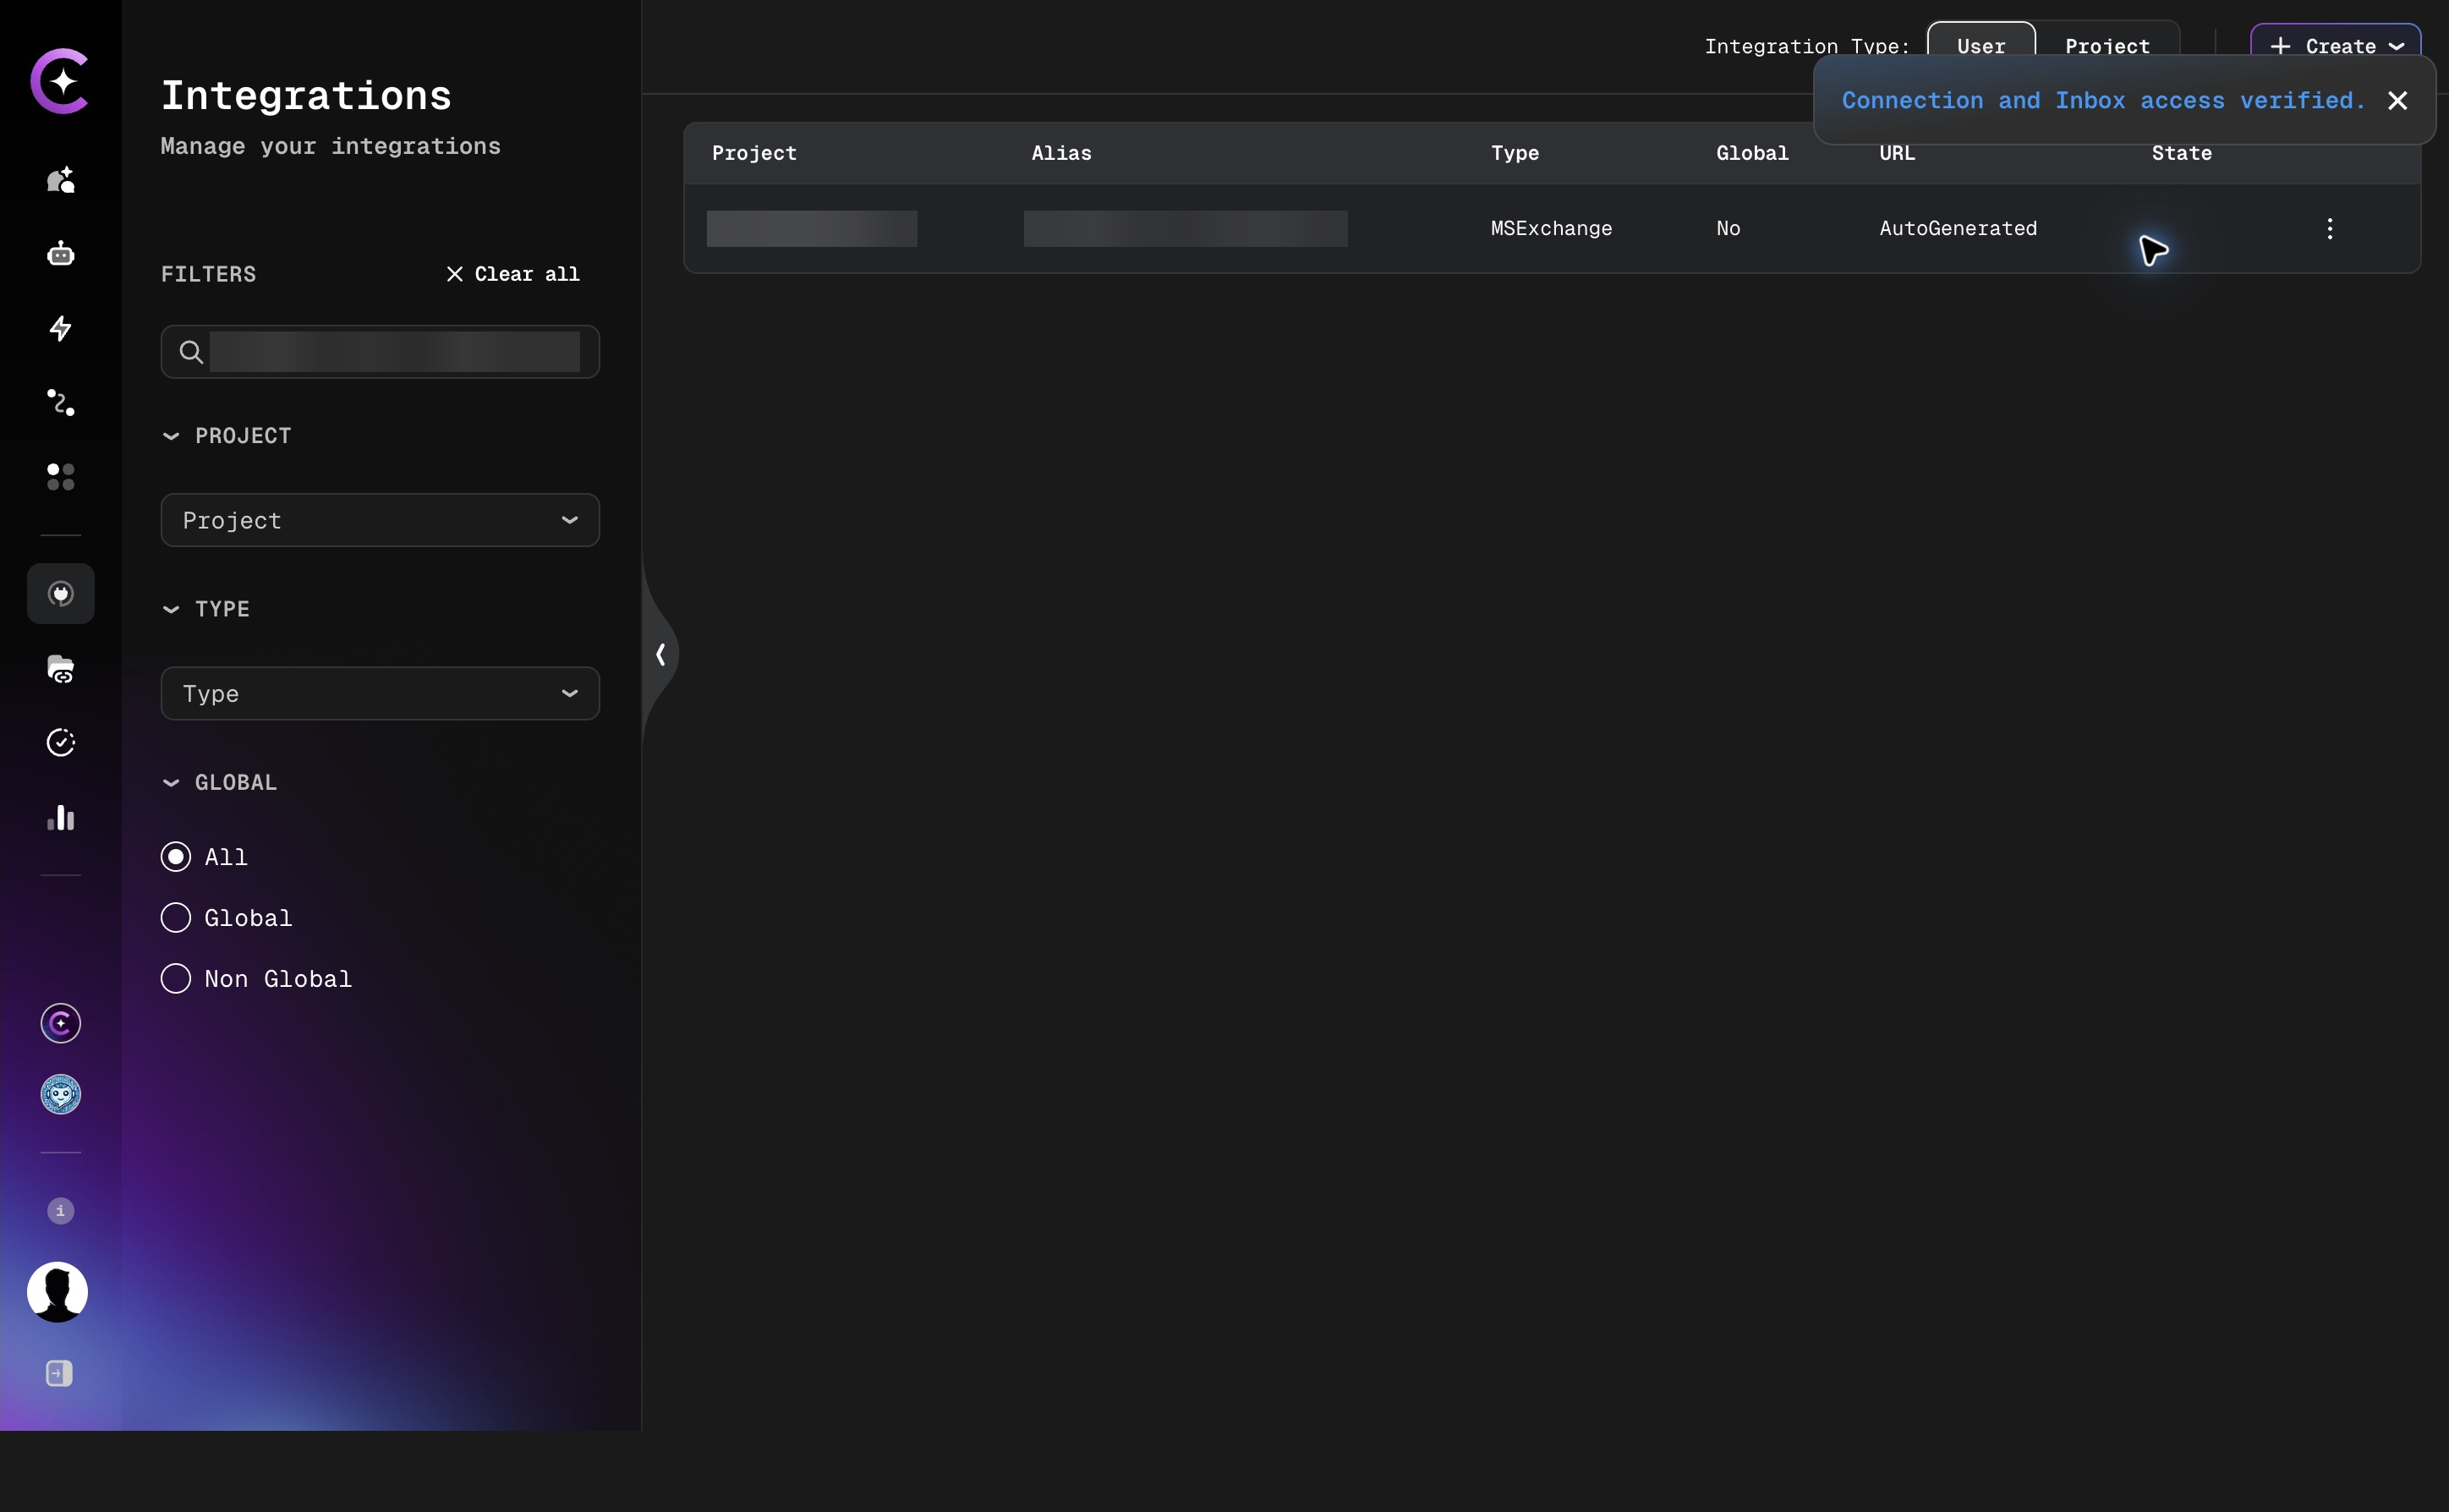 Integrations
Manage your integrations
FILTERS
Clear all
PROJECT
Project
TYPE
Type
GLOBAL
All
Global
Non Global
Integration Type:
User
Project
Create
Connection and Inbox access verified.
Project Alias Type Global URL State
MSExchange No AutoGenerated
i